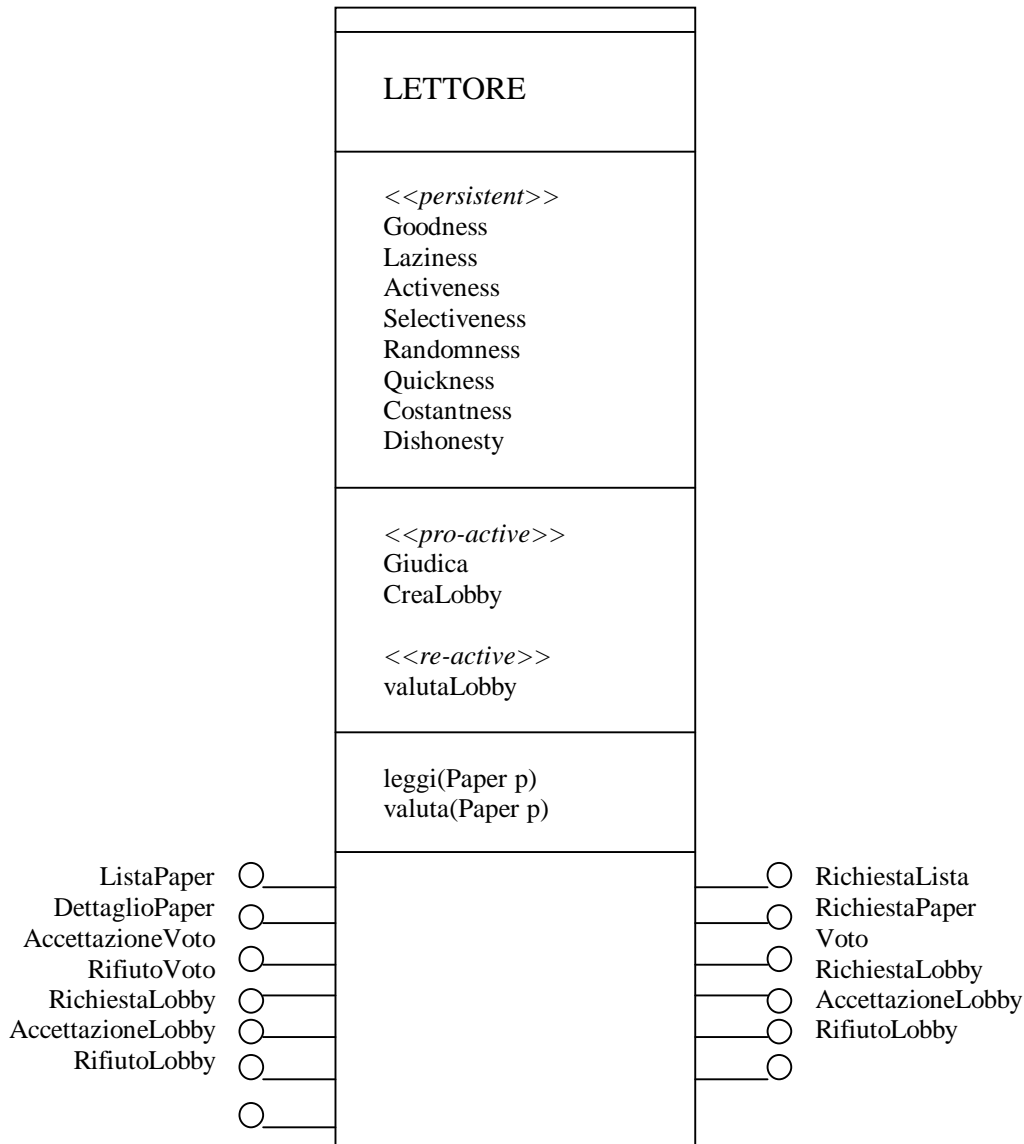 LETTORE
<<persistent>>
Goodness
Laziness
Activeness
Selectiveness
Randomness
Quickness
Costantness
Dishonesty
<<pro-active>>
Giudica
CreaLobby
<<re-active>>
valutaLobby
leggi(Paper p)
valuta(Paper p)
ListaPaper
DettaglioPaper
AccettazioneVoto
RifiutoVoto
RichiestaLobby
AccettazioneLobby
RifiutoLobby
RichiestaLista
RichiestaPaper
Voto
RichiestaLobby
AccettazioneLobby
RifiutoLobby